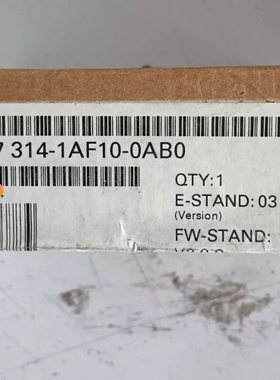 7 314-1AF10-0AB0
QTY:1
E-STAND: 03
(Version)
FW-STAND: